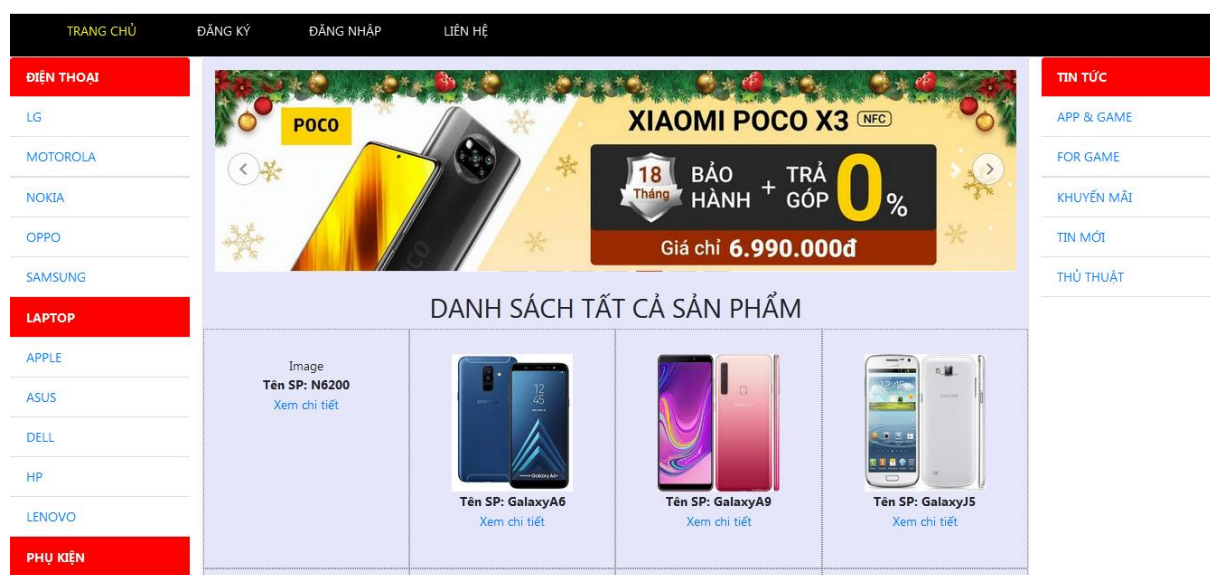 TRANG CHỦ ĐĂNG KÝ ĐĂNG NHẬP LIÊN HỆ
ĐIỆN THOẠI
LG
MOTOROLA
NOKIA
OPPO
SAMSUNG
LAPTOP
APPLE
ASUS
DELL
HP
LENOVO
PHỤ KIỆN
POCO
XIAOMI POCO X3 NFC
18 Tháng
BẢO HÀNH + TRẢ GÓP 0%
Giá chỉ 6.990.000đ
DANH SÁCH TẤT CẢ SẢN PHẨM
Image
Tên SP: N6200
Xem chi tiết
12
45
Tên SP: GalaxyA6
Xem chi tiết
Tên SP: GalaxyA9
Xem chi tiết
12:45
Tên SP: GalaxyJ5
Xem chi tiết
TIN TỨC
APP & GAME
FOR GAME
KHUYẾN MÃI
TIN MỚI
THỦ THUẬT